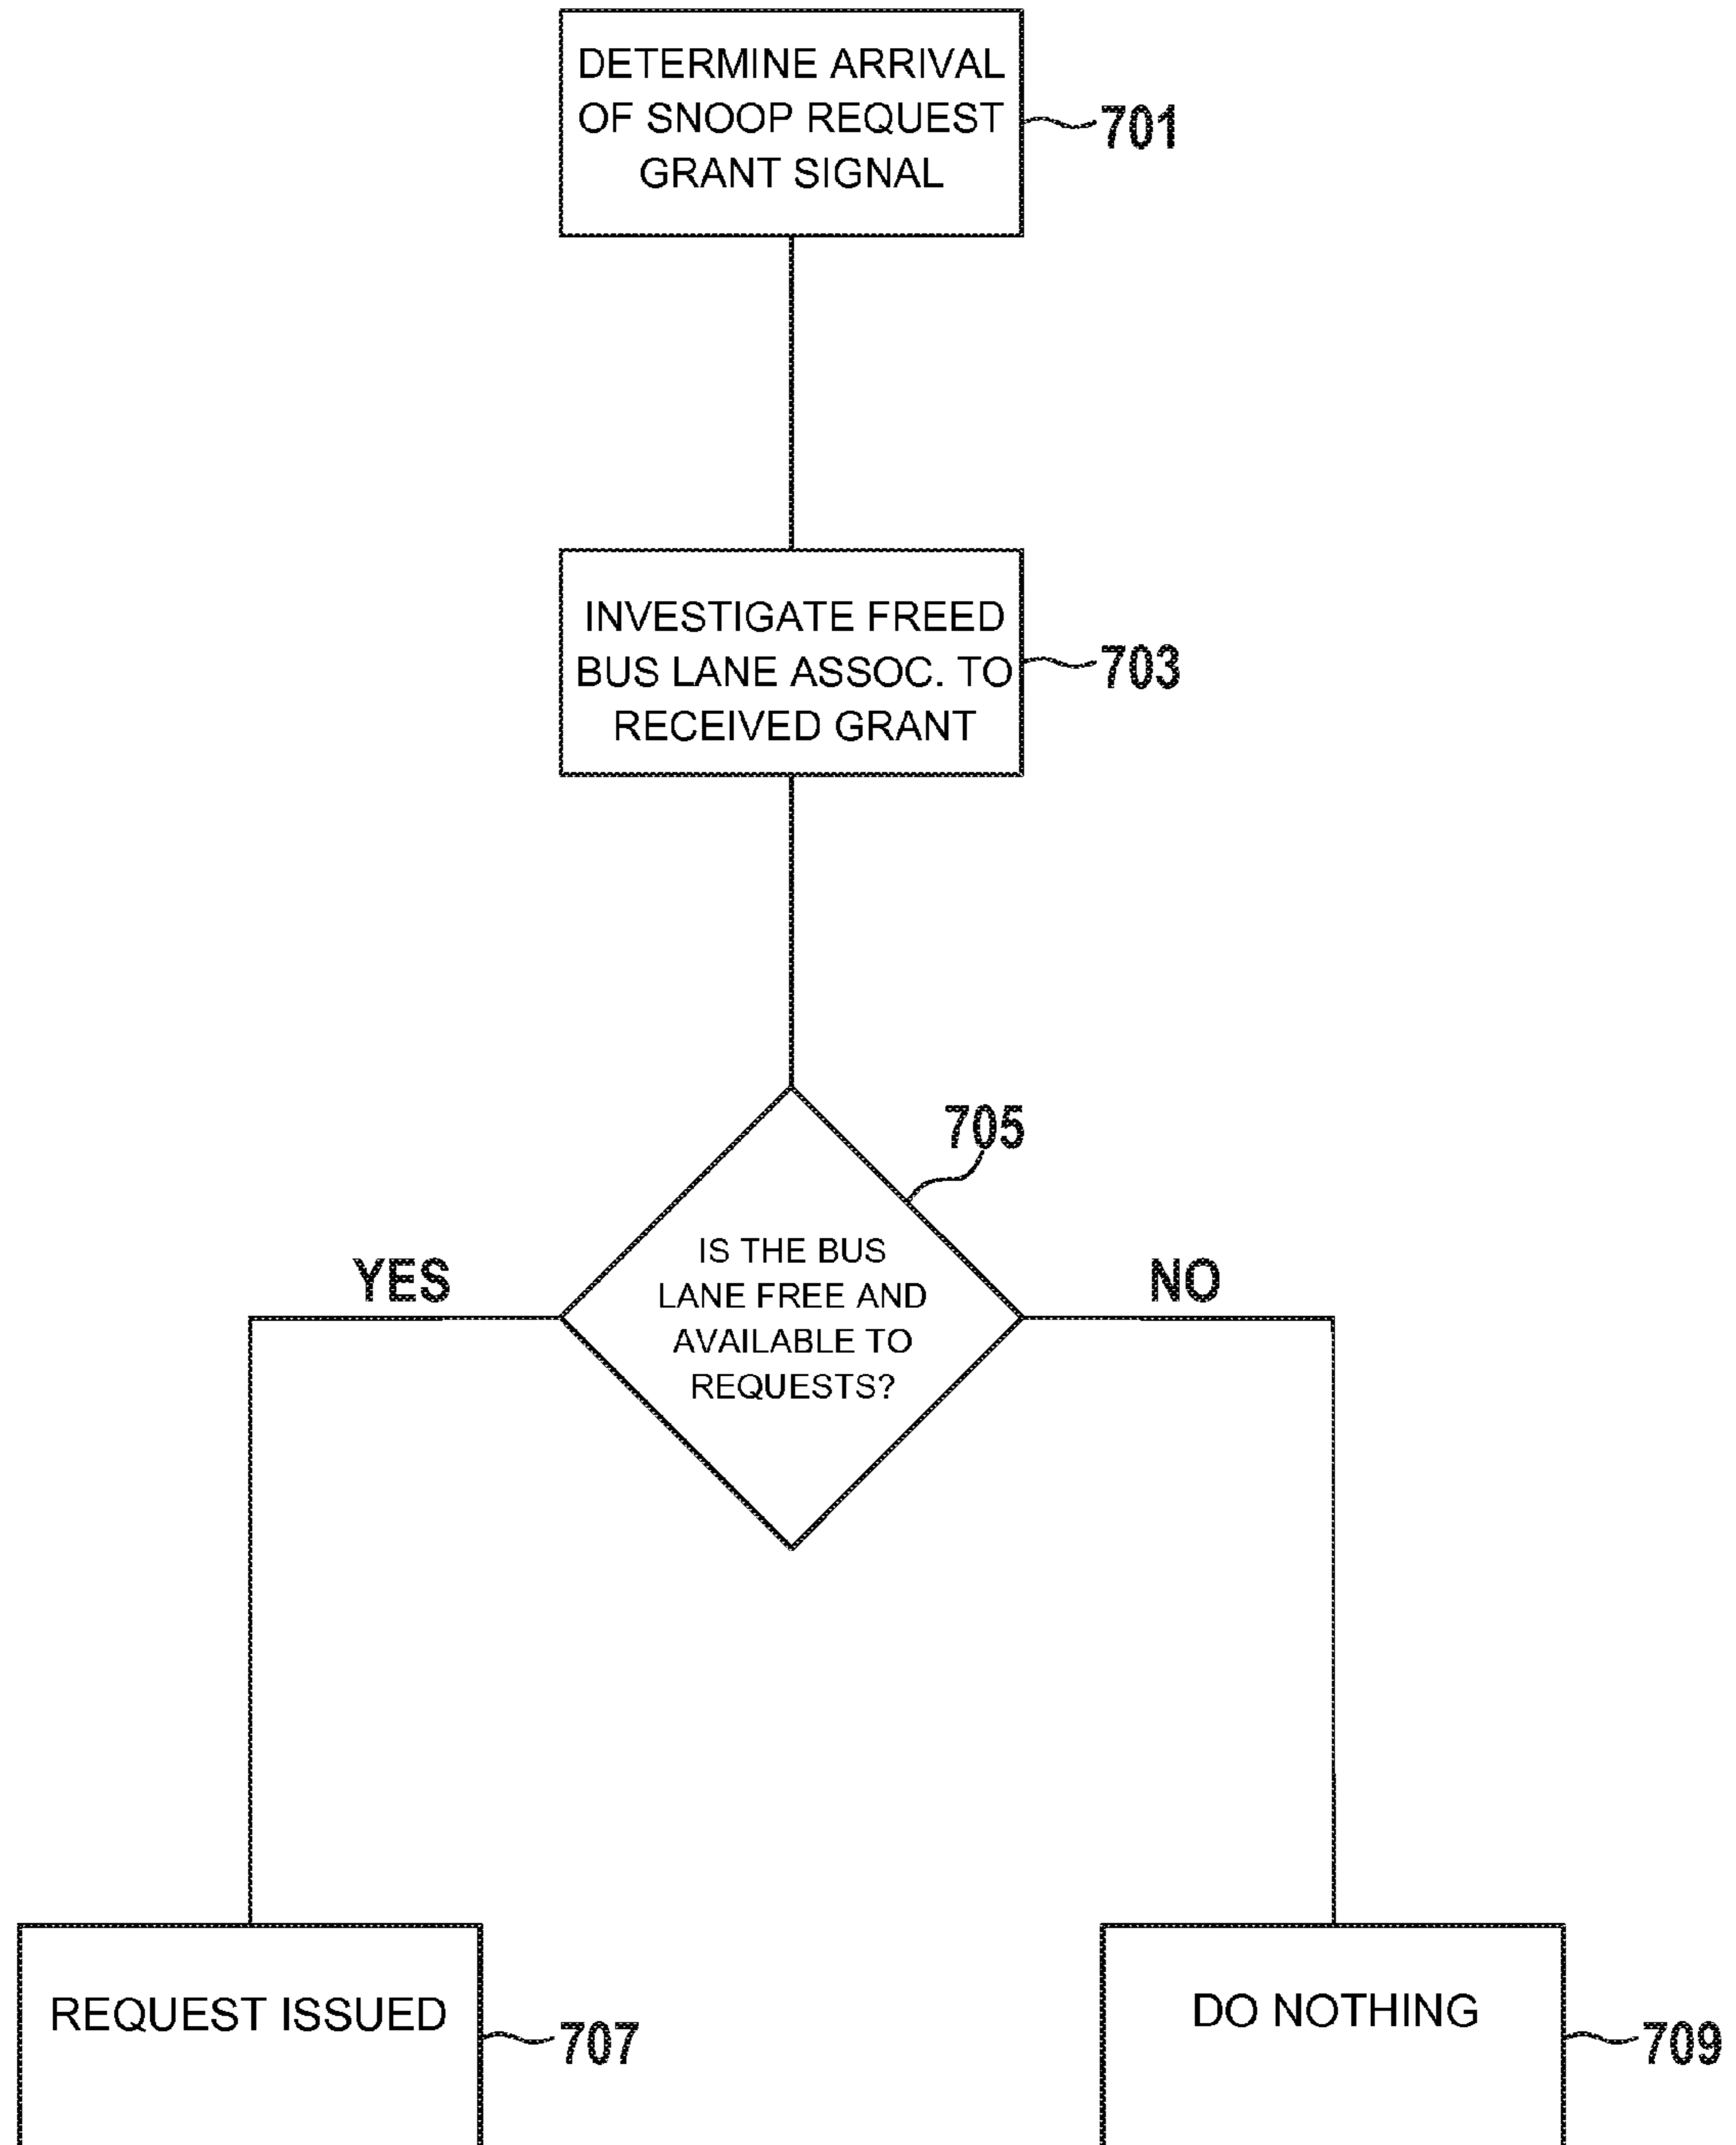 DETERMINE ARRIVAL
OF SNOOP REQUEST
GRANT SIGNAL
701
INVESTIGATE FREED
BUS LANE ASSOC. TO
RECEIVED GRANT
703
705
IS THE BUS
LANE FREE AND
AVAILABLE TO
REQUESTS?
YES
NO
REQUEST ISSUED
707
DO NOTHING
709